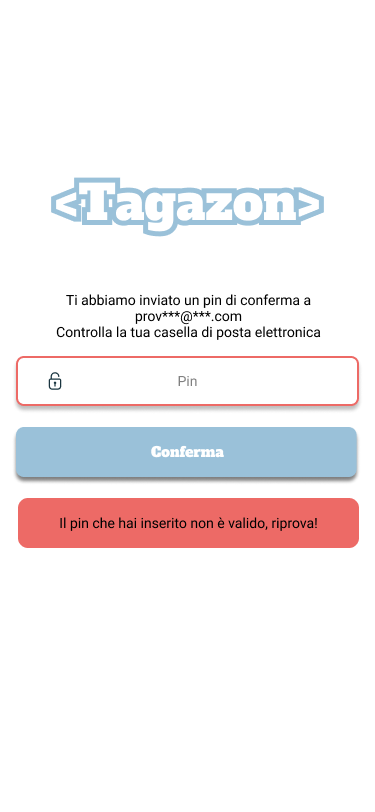 <Tagazon>
Ti abbiamo inviato un pin di conferma a
prov***@***.com
Controlla la tua casella di posta elettronica
Pin
Conferma
Il pin che hai inserito non è valido, riprova!